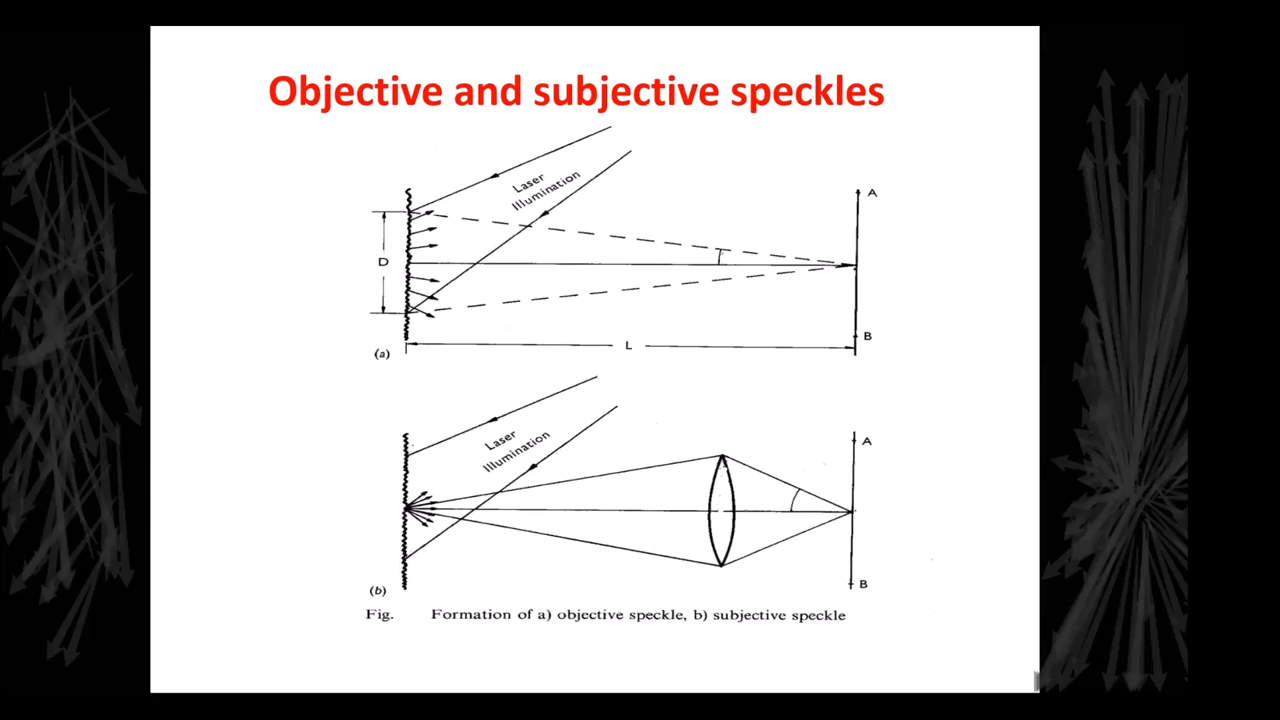 Objective and subjective speckles
Laser
Illumination
A
D
B
L
(a)
Laser
Illumination
A
B
(b)
Fig. Formation of a) objective speckle, b) subjective speckle